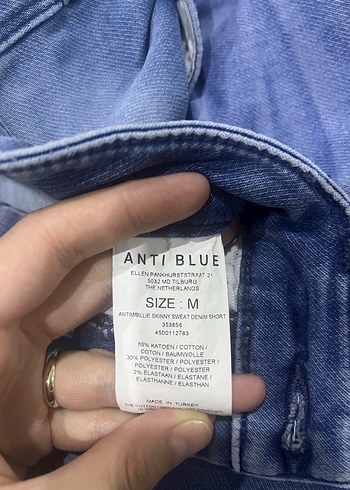 ANTI BLUE
ELLEN PANKHURSTSTRAAT 21
5032 MD TILBURG
THE NETHERLANDS
SIZE : M
ANTIMBILLIE SKINNY SWEAT DENIM SHORT
353856
4500112783
68% KATOEN / COTTON /
COTON / BAUMWOLLE
30% POLYESTER / POLYESTER /
POLYESTER / POLYESTER
2% ELASTAAN / ELASTANE /
ELASTHANNE / ELASTHAN
MADE IN TURKEY